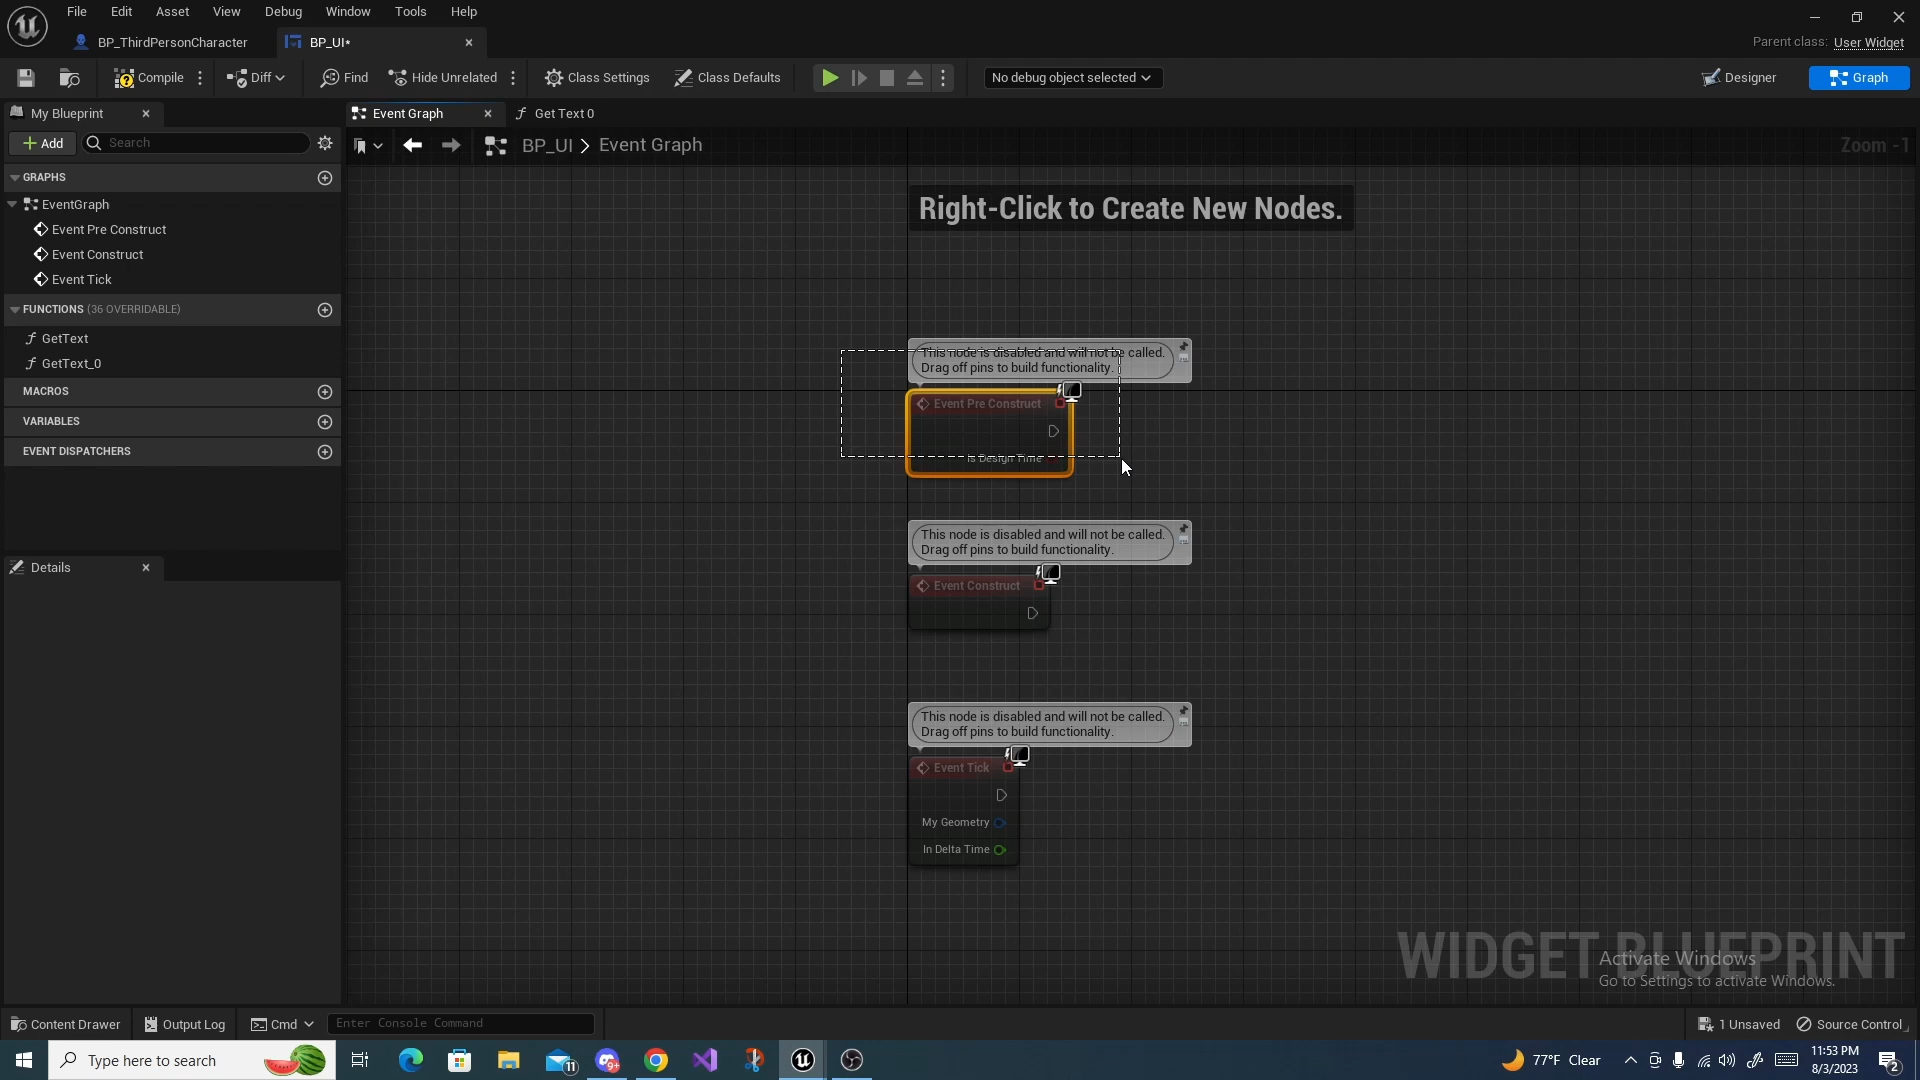 File Edit Asset View Debug Window Tools Help
BP_ThirdPersonCharacter BP_UI* Parent class: User Widget
Compile Diff Find Hide Unrelated Class Settings Class Defaults No debug object selected Designer Graph
My Blueprint Event Graph Get Text 0
Add Search BP_UI > Event Graph Zoom -1
GRAPHS
Right-Click to Create New Nodes.
EventGraph
Event Pre Construct
Event Construct
Event Tick
FUNCTIONS (36 OVERRIDABLE)
GetText
GetText_0
MACROS
VARIABLES
EVENT DISPATCHERS
This node is disabled and will not be called.
Drag off pins to build functionality.
Event Pre Construct
Is Design Time
This node is disabled and will not be called.
Drag off pins to build functionality.
Event Construct
Details
This node is disabled and will not be called.
Drag off pins to build functionality.
Event Tick
My Geometry
In Delta Time
WIDGET BLUEPRINT
Activate Windows
Go to Settings to activate Windows.
Content Drawer Output Log Cmd Enter Console Command 1 Unsaved Source Control
Type here to search 11 9+ 77°F Clear 11:53 PM
8/3/2023 2